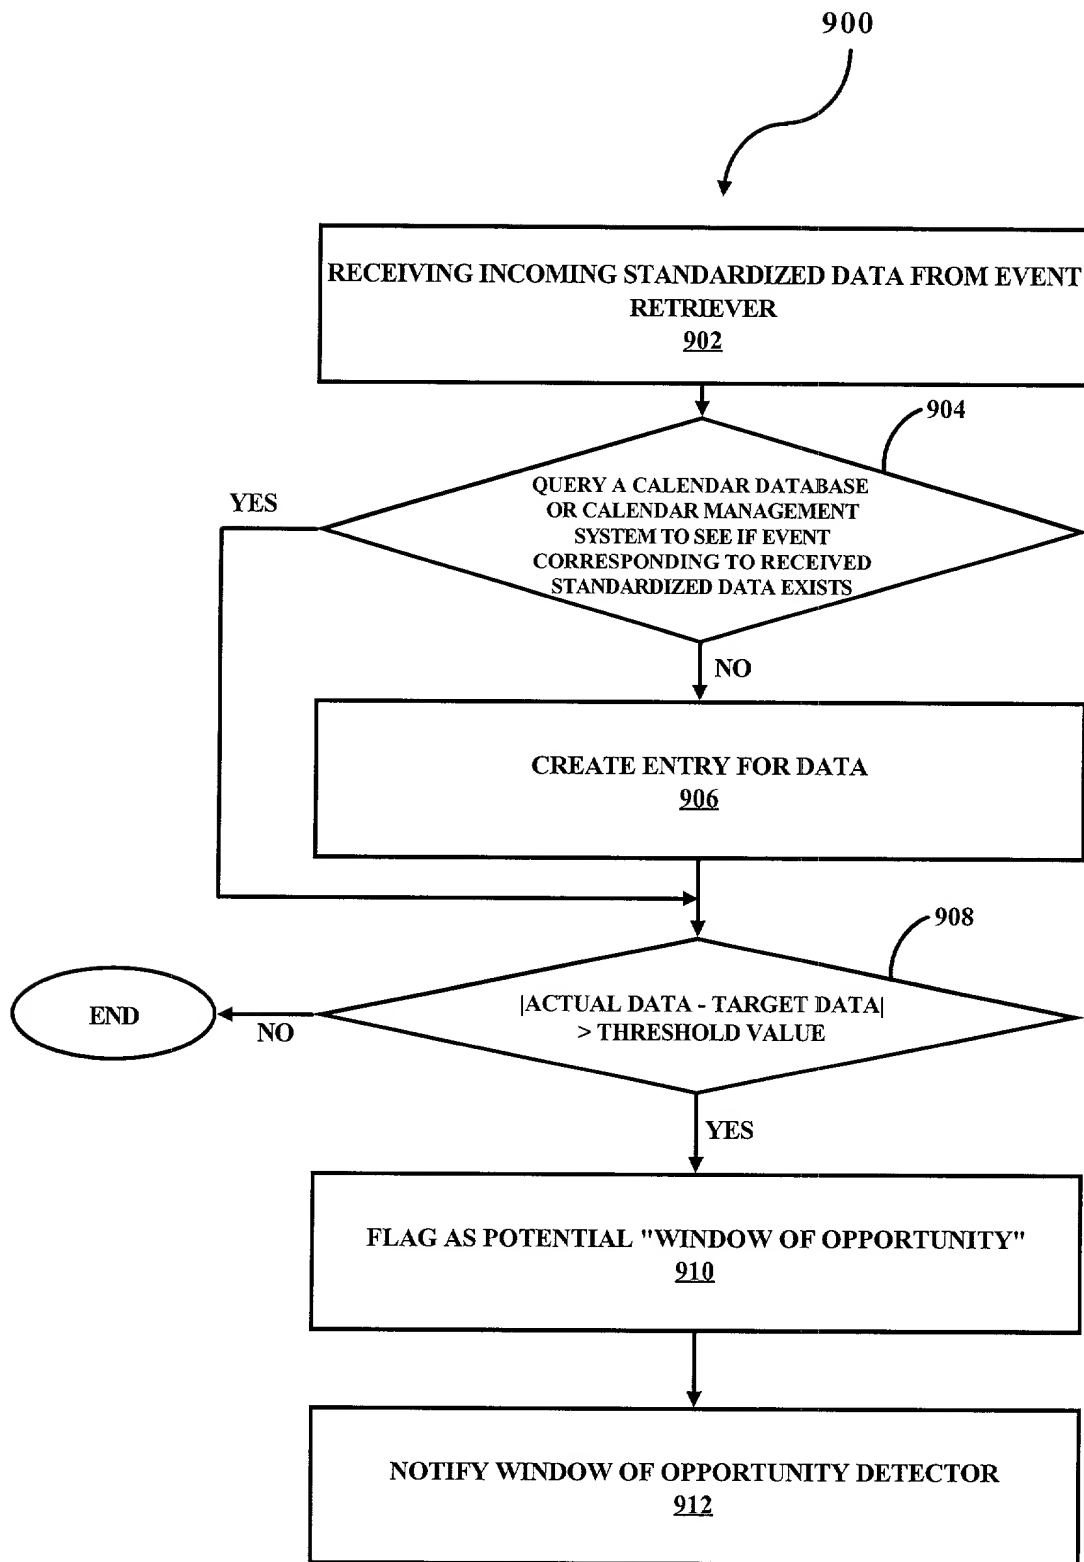 900
RECEIVING INCOMING STANDARDIZED DATA FROM EVENT
RETRIEVER
902
904
YES
QUERY A CALENDAR DATABASE
OR CALENDAR MANAGEMENT
SYSTEM TO SEE IF EVENT
CORRESPONDING TO RECEIVED
STANDARDIZED DATA EXISTS
NO
CREATE ENTRY FOR DATA
906
908
|ACTUAL DATA - TARGET DATA|
> THRESHOLD VALUE
END
NO
YES
FLAG AS POTENTIAL "WINDOW OF OPPORTUNITY"
910
NOTIFY WINDOW OF OPPORTUNITY DETECTOR
912